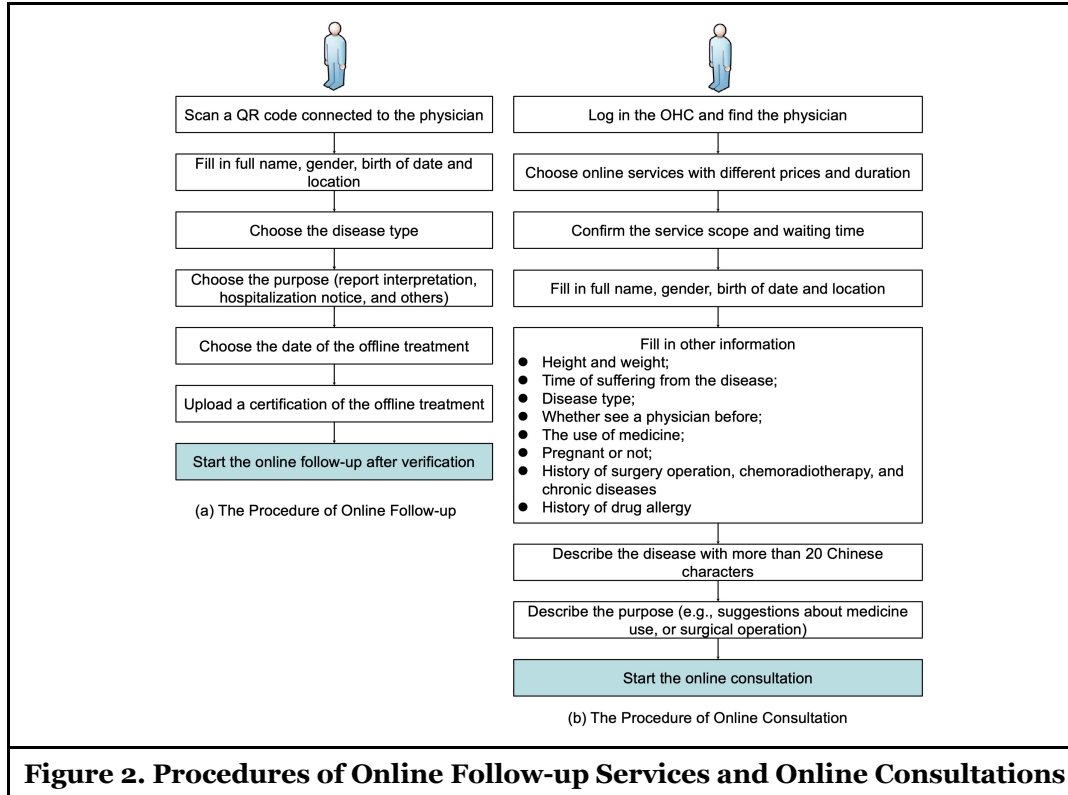 Scan a QR code connected to the physician
Fill in full name, gender, birth of date and
location
Choose the disease type
Choose the purpose (report interpretation,
hospitalization notice, and others)
Choose the date of the offline treatment
Upload a certification of the offline treatment
Start the online follow-up after verification
(a) The Procedure of Online Follow-up
Log in the OHC and find the physician
Choose online services with different prices and duration
Confirm the service scope and waiting time
Fill in full name, gender, birth of date and location
Fill in other information
● Height and weight;
● Time of suffering from the disease;
● Disease type;
● Whether see a physician before;
● The use of medicine;
● Pregnant or not;
● History of surgery operation, chemoradiotherapy, and
chronic diseases
● History of drug allergy
Describe the disease with more than 20 Chinese
characters
Describe the purpose (e.g., suggestions about medicine
use, or surgical operation)
Start the online consultation
(b) The Procedure of Online Consultation
Figure 2. Procedures of Online Follow-up Services and Online Consultations